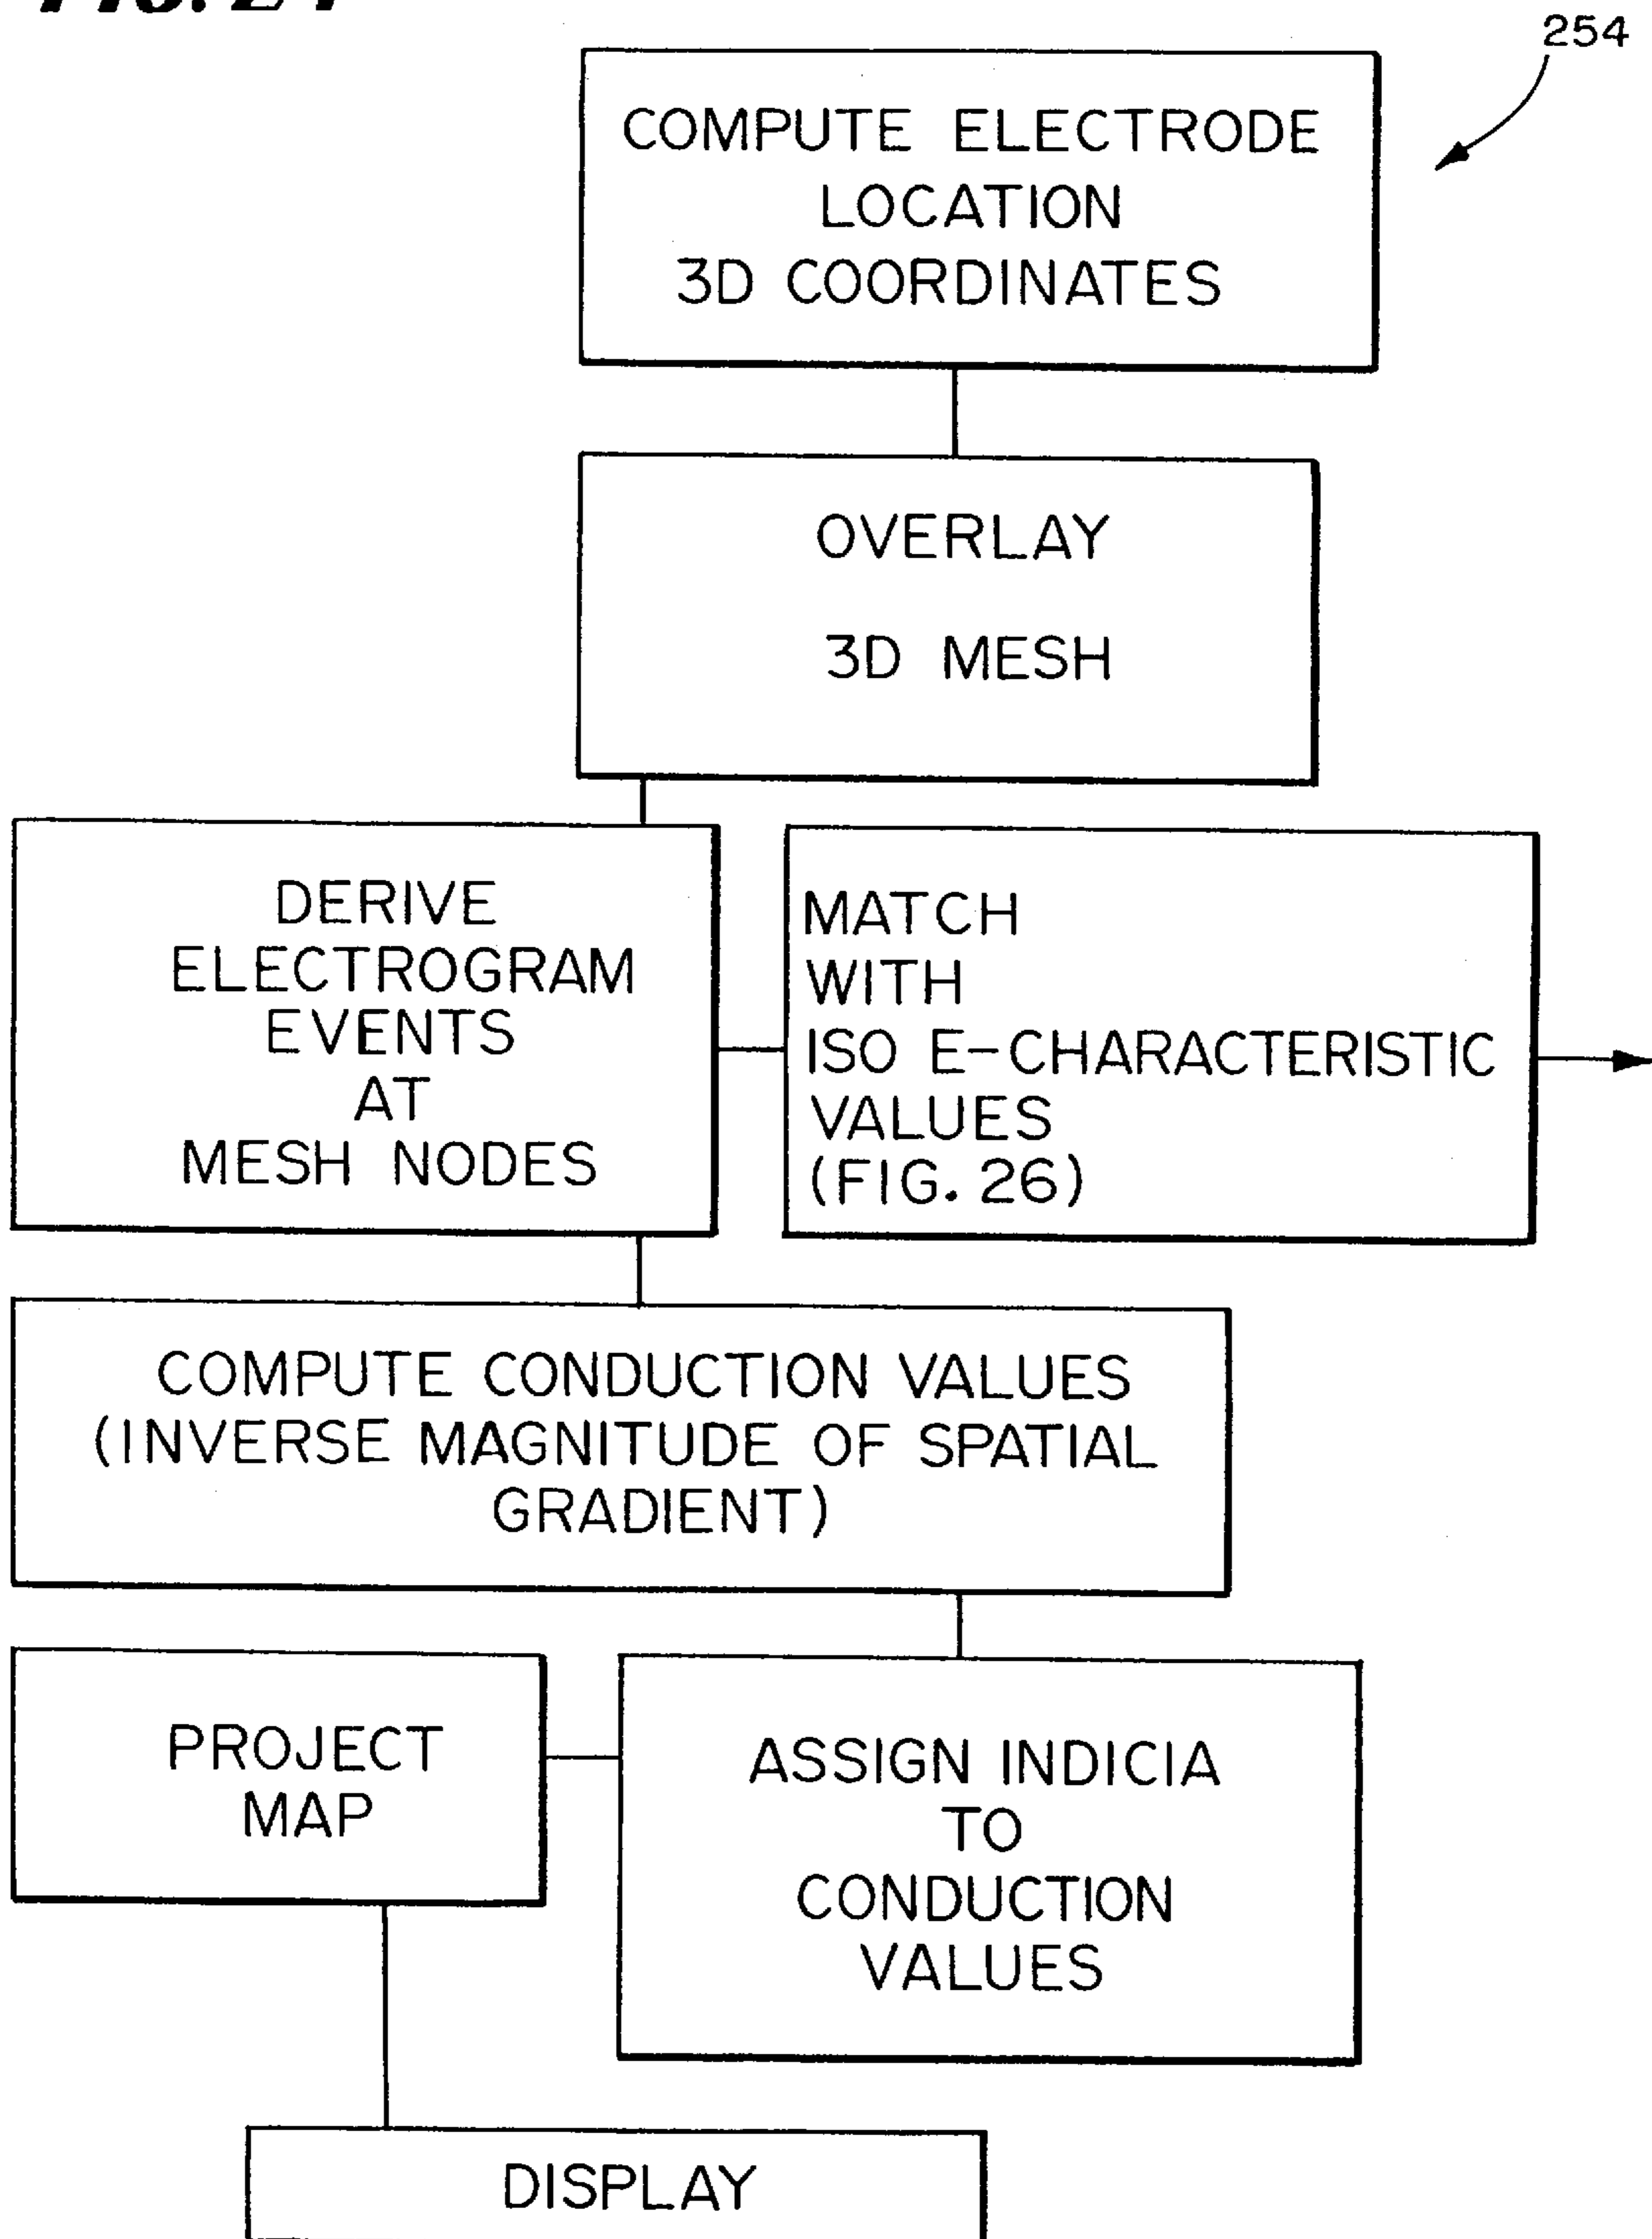 254
COMPUTE ELECTRODE
LOCATION
3D COORDINATES
OVERLAY
3D MESH
DERIVE
ELECTROGRAM
EVENTS
AT
MESH NODES
MATCH
WITH
ISO E-CHARACTERISTIC
VALUES
(FIG. 26)
COMPUTE CONDUCTION VALUES
(INVERSE MAGNITUDE OF SPATIAL
GRADIENT)
PROJECT
MAP
ASSIGN INDICIA
TO
CONDUCTION
VALUES
DISPLAY